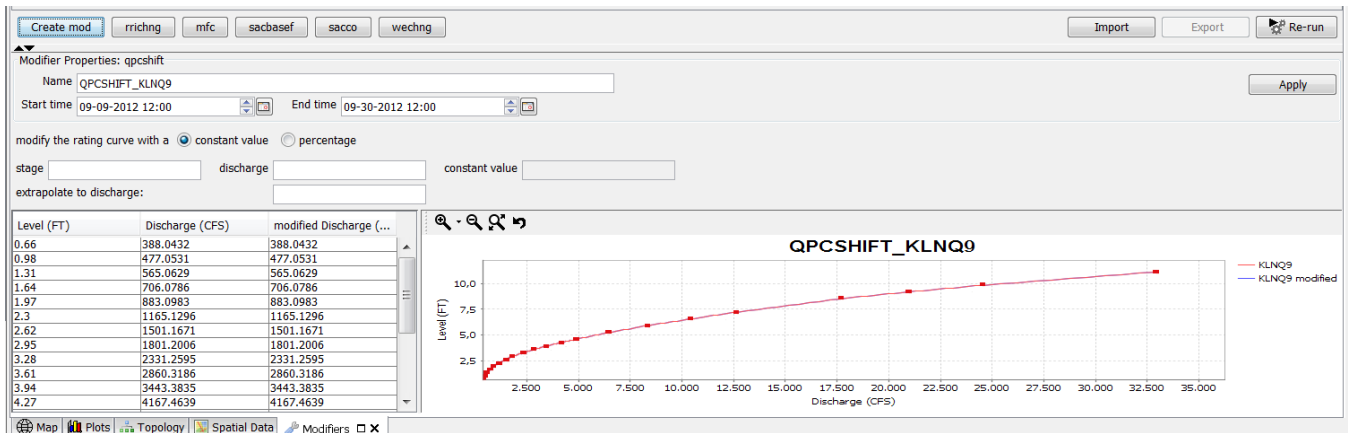 Create mod rrichng mfc sacbasef sacco wechng Import Export Re-run
Modifier Properties: qpcshift
Name QPCSHIFT_KLNQ9
Apply
Start time 09-09-2012 12:00 End time 09-30-2012 12:00
modify the rating curve with a constant value percentage
stage discharge constant value
extrapolate to discharge:
Level (FT) Discharge (CFS) modified Discharge (...
0.66 388.0432 388.0432
0.98 477.0531 477.0531
1.31 565.0629 565.0629
1.64 706.0786 706.0786
1.97 883.0983 883.0983
2.3 1165.1296 1165.1296
2.62 1501.1671 1501.1671
2.95 1801.2006 1801.2006
3.28 2331.2595 2331.2595
3.61 2860.3186 2860.3186
3.94 3443.3835 3443.3835
4.27 4167.4639 4167.4639
QPCSHIFT_KLNQ9
KLNQ9
KLNQ9 modified
Level (FT)
10,0
7,5
5,0
2,5
2.500 5.000 7.500 10.000 12.500 15.000 17.500 20.000 22.500 25.000 27.500 30.000 32.500 35.000
Discharge (CFS)
Map Plots Topology Spatial Data Modifiers